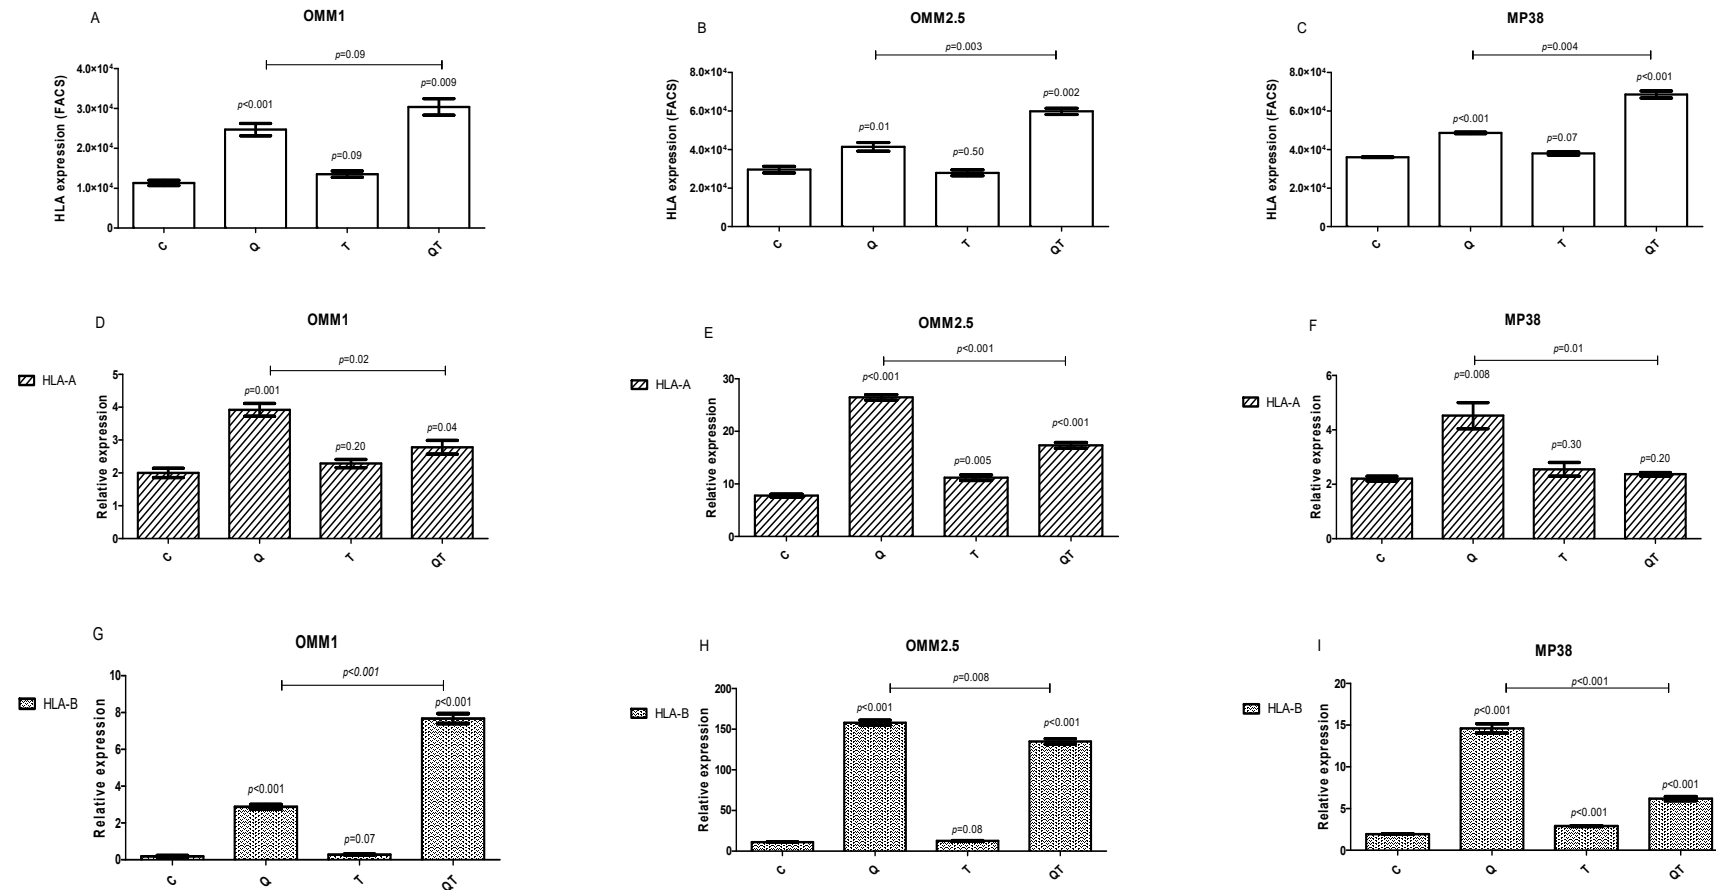 A
OMM1
p=0.09
HLA expression (FACS)
4.0×10⁴
3.0×10⁴
2.0×10⁴
1.0×10⁴
0
p<0.001
p=0.09
p=0.009
C
Q
T
QT
B
OMM2.5
p=0.003
HLA expression (FACS)
8.0×10⁴
6.0×10⁴
4.0×10⁴
2.0×10⁴
0
p=0.01
p=0.50
p=0.002
C
Q
T
QT
C
MP38
p=0.004
HLA expression (FACS)
8.0×10⁴
6.0×10⁴
4.0×10⁴
2.0×10⁴
0
p<0.001
p=0.07
p<0.001
C
Q
T
QT
D
OMM1
p=0.02
HLA-A
Relative expression
5
4
3
2
1
0
p=0.001
p=0.20
p=0.04
C
Q
T
QT
E
OMM2.5
p<0.001
HLA-A
Relative expression
30
20
10
0
p<0.001
p=0.005
p<0.001
C
Q
T
QT
F
MP38
p=0.01
HLA-A
Relative expression
6
4
2
0
p=0.008
p=0.30
p=0.20
C
Q
T
QT
G
OMM1
p<0.001
HLA-B
Relative expression
10
8
6
4
2
0
p<0.001
p=0.07
p<0.001
C
Q
T
QT
H
OMM2.5
p=0.008
HLA-B
Relative expression
200
150
100
50
0
p<0.001
p=0.08
p<0.001
C
Q
T
QT
I
MP38
p<0.001
HLA-B
Relative expression
20
15
10
5
0
p<0.001
p<0.001
p<0.001
C
Q
T
QT